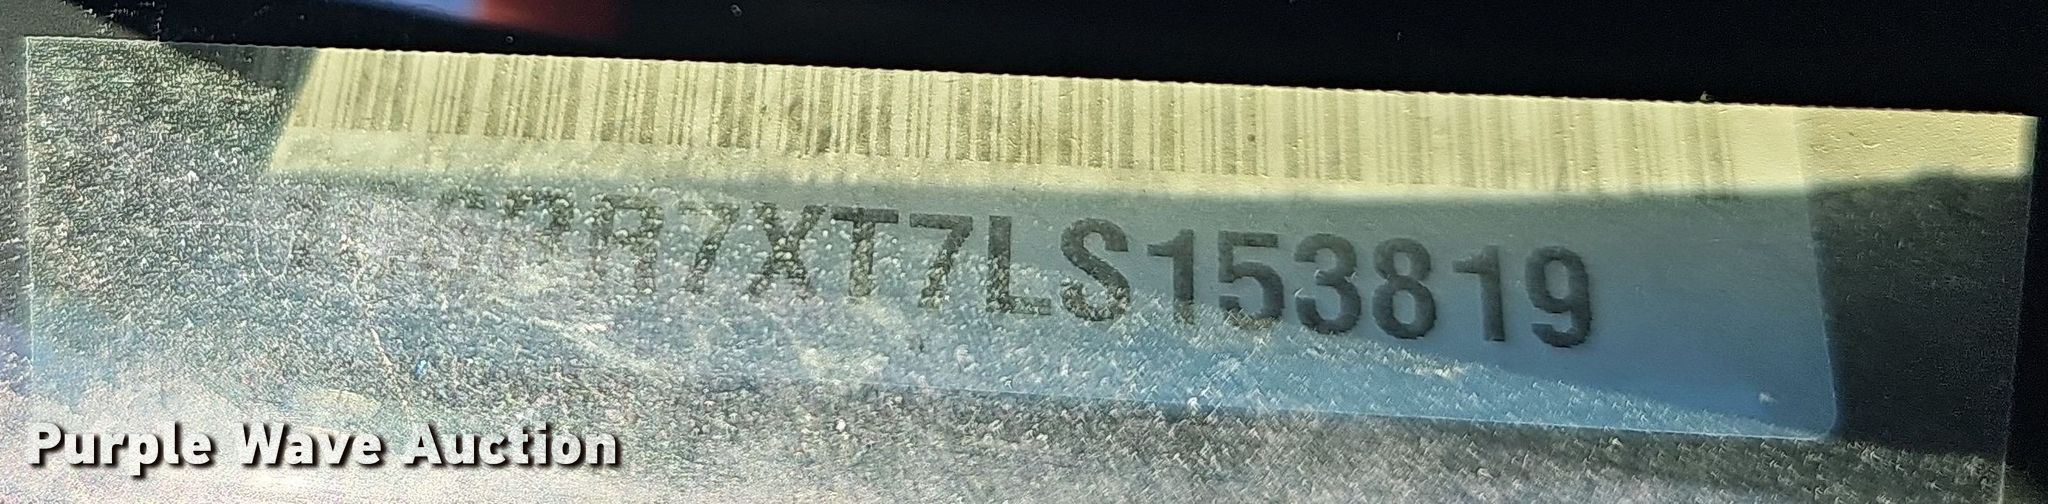 R7XT7LS153819
Purple Wave Auction